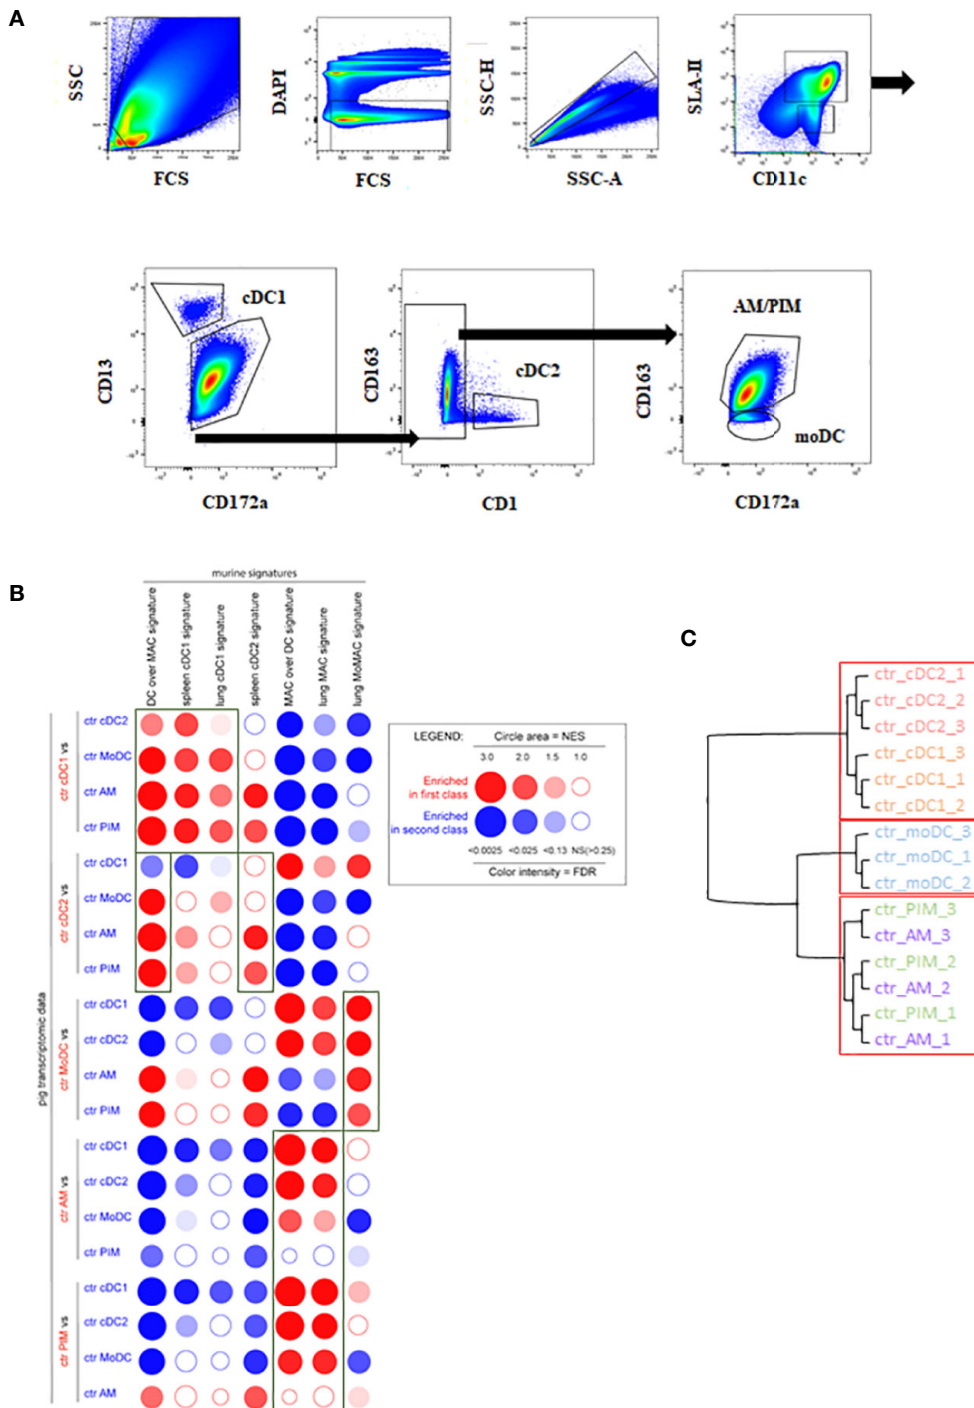 A
SSC
FCS
DAPI
FCS
SSC-H
SSC-A
SLA-II
CD11c
CD13
cDC1
CD172a
CD163
cDC2
CD1
CD163
AM/PIM
moDC
CD172a
B
murine signatures
DC over MAC signature
spleen cDC1 signature
lung cDC1 signature
spleen cDC2 signature
MAC over DC signature
lung MAC signature
lung MoMAC signature
pig transcriptomic data
ctr cDC1 vs
ctr cDC2
ctr MoDC
ctr AM
ctr PIM
ctr cDC2 vs
ctr cDC1
ctr MoDC
ctr AM
ctr PIM
ctr MoDC vs
ctr cDC1
ctr cDC2
ctr AM
ctr PIM
ctr AM vs
ctr cDC1
ctr cDC2
ctr MoDC
ctr PIM
ctr PIM vs
ctr cDC1
ctr cDC2
ctr MoDC
ctr AM
LEGEND: Circle area = NES
3.0 2.0 1.5 1.0
Enriched
in first class
Enriched
in second class
<0.0025 <0.025 <0.13 NS(>0.25)
Color intensity = FDR
C
ctr_cDC2_1
ctr_cDC2_2
ctr_cDC2_3
ctr_cDC1_3
ctr_cDC1_1
ctr_cDC1_2
ctr_moDC_3
ctr_moDC_1
ctr_moDC_2
ctr_PIM_3
ctr_AM_3
ctr_PIM_2
ctr_AM_2
ctr_PIM_1
ctr_AM_1